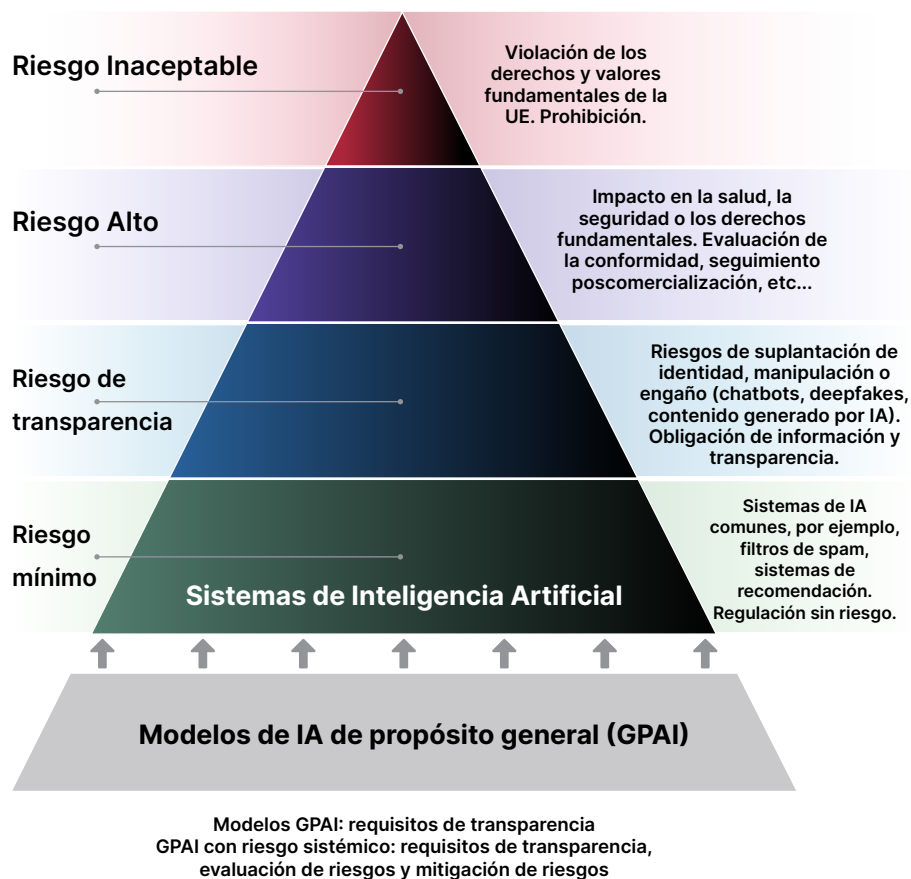 Riesgo Inaceptable
Violación de los
derechos y valores
fundamentales de la
UE. Prohibición.
Riesgo Alto
Impacto en la salud, la
seguridad o los derechos
fundamentales. Evaluación de
la conformidad, seguimiento
poscomercialización, etc...
Riesgo de
transparencia
Riesgos de suplantación de
identidad, manipulación o
engaño (chatbots, deepfakes,
contenido generado por IA).
Obligación de información y
transparencia.
Riesgo
mínimo
Sistemas de IA
comunes, por ejemplo,
filtros de spam,
sistemas de
recomendación.
Regulación sin riesgo.
Sistemas de Inteligencia Artificial
Modelos de IA de propósito general (GPAI)
Modelos GPAI: requisitos de transparencia
GPAI con riesgo sistémico: requisitos de transparencia,
evaluación de riesgos y mitigación de riesgos